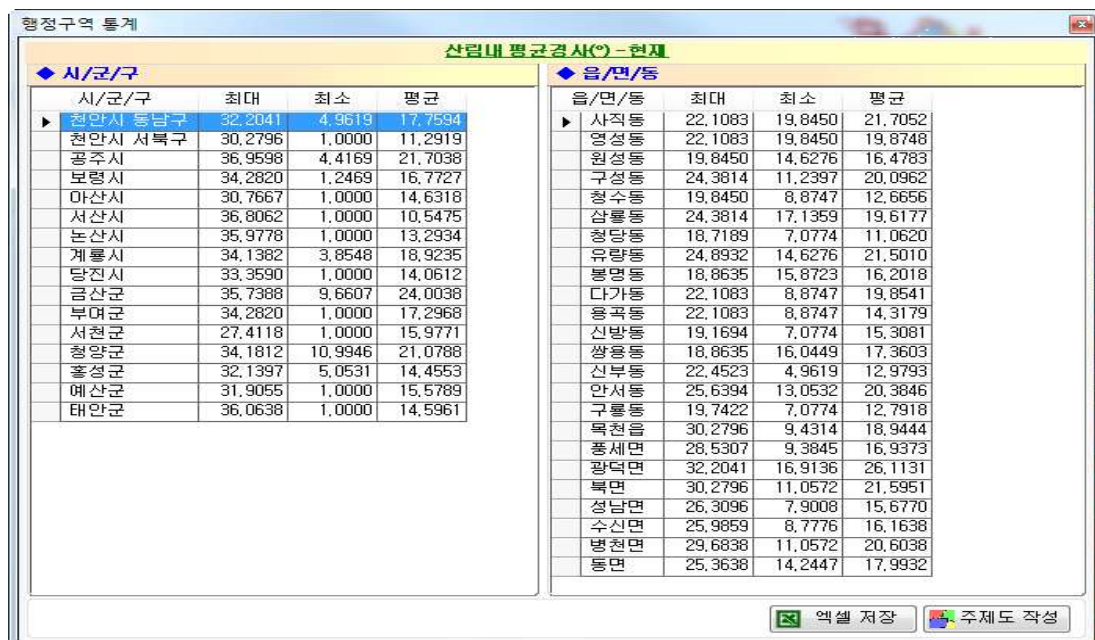 행정구역 통계
산림내 평균경사(º) - 현재
◆ 시/군/구
시/군/구 최대 최소 평균
천안시 동남구 32,2041 4,9619 17,7594
천안시 서북구 30,2796 1,0000 11,2919
공주시 36,9598 4,4169 21,7038
보령시 34,2820 1,2469 16,7727
아산시 30,7667 1,0000 14,6318
서산시 36,8062 1,0000 10,5475
논산시 35,9778 1,0000 13,2934
계룡시 34,1382 3,8548 18,9235
당진시 33,3590 1,0000 14,0612
금산군 35,7388 9,6607 24,0038
부여군 34,2820 1,0000 17,2968
서천군 27,4118 1,0000 15,9771
청양군 34,1812 10,9946 21,0788
홍성군 32,1397 5,0531 14,4553
예산군 31,9055 1,0000 15,5789
태안군 36,0638 1,0000 14,5961
◆ 읍/면/동
읍/면/동 최대 최소 평균
사직동 22,1083 19,8450 21,7052
영성동 22,1083 19,8450 19,8748
원성동 19,8450 14,6276 16,4783
구성동 24,3814 11,2397 20,0962
청수동 19,8450 8,8747 12,6656
삼룡동 24,3814 17,1359 19,6177
청당동 18,7189 7,0774 11,0620
유량동 24,8932 14,6276 21,5010
봉명동 18,8635 15,8723 16,2018
다가동 22,1083 8,8747 19,8541
용곡동 22,1083 8,8747 14,3179
신방동 19,1694 7,0774 15,3081
쌍용동 18,8635 16,0449 17,3603
신부동 22,4523 4,9619 12,9793
안서동 25,6394 13,0532 20,3846
구룡동 19,7422 7,0774 12,7918
목천읍 30,2796 9,4314 18,9444
풍세면 28,5307 9,3845 16,9373
광덕면 32,2041 16,9136 26,1131
북면 30,2796 11,0572 21,5951
성남면 26,3096 7,9008 15,6770
수신면 25,9859 8,7776 16,1638
병천면 29,6838 11,0572 20,6038
동면 25,3638 14,2447 17,9932
엑셀 저장 주제도 작성